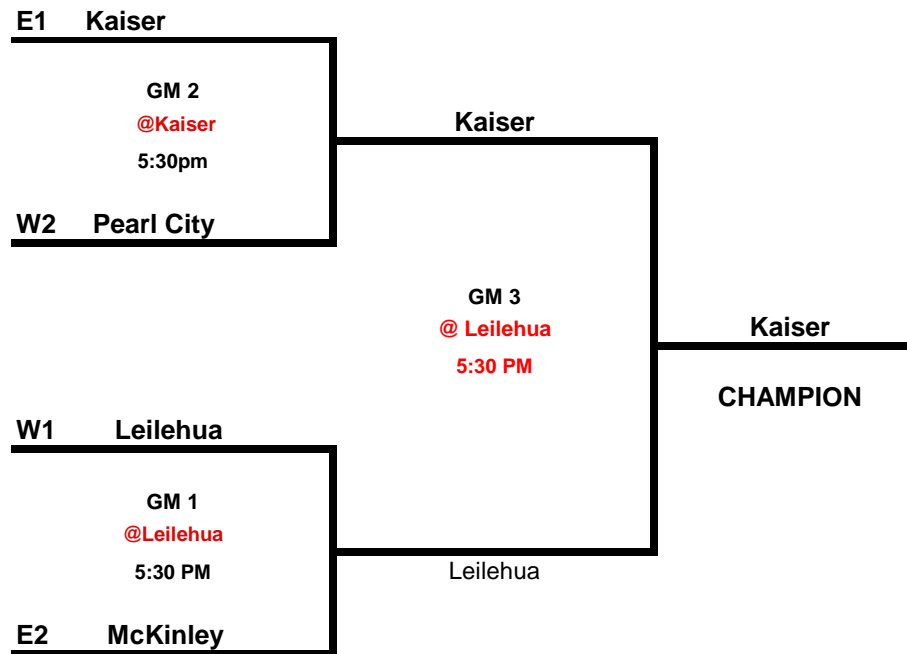 E1 Kaiser
GM 2
@Kaiser
5:30pm
Kaiser
W2 Pearl City
GM 3
@ Leilehua
5:30 PM
Kaiser
CHAMPION
W1 Leilehua
GM 1
@Leilehua
5:30 PM
Leilehua
E2 McKinley